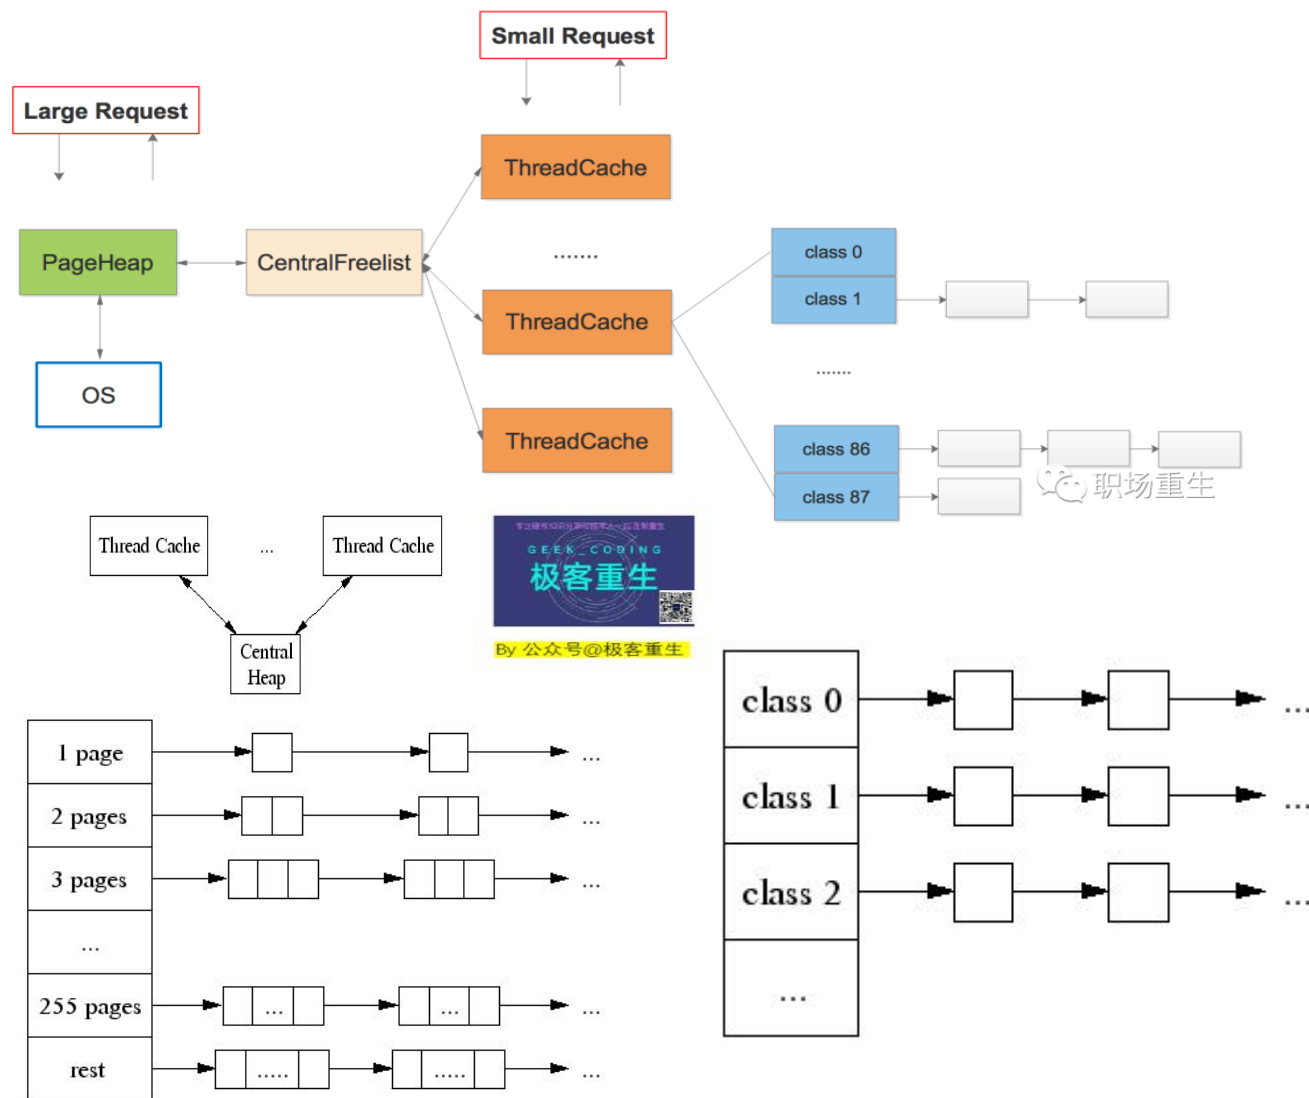 Small Request
Large Request
ThreadCache
PageHeap
CentralFreelist
.......
class 0
class 1
ThreadCache
.......
OS
ThreadCache
class 86
class 87
职场重生
Thread Cache
...
Thread Cache
GEEK_CODING
极客重生
Central
Heap
By 公众号@极客重生
class 0
...
1 page
...
class 1
...
2 pages
...
3 pages
...
class 2
...
...
255 pages
...
...
...
...
rest
.....
.....
...